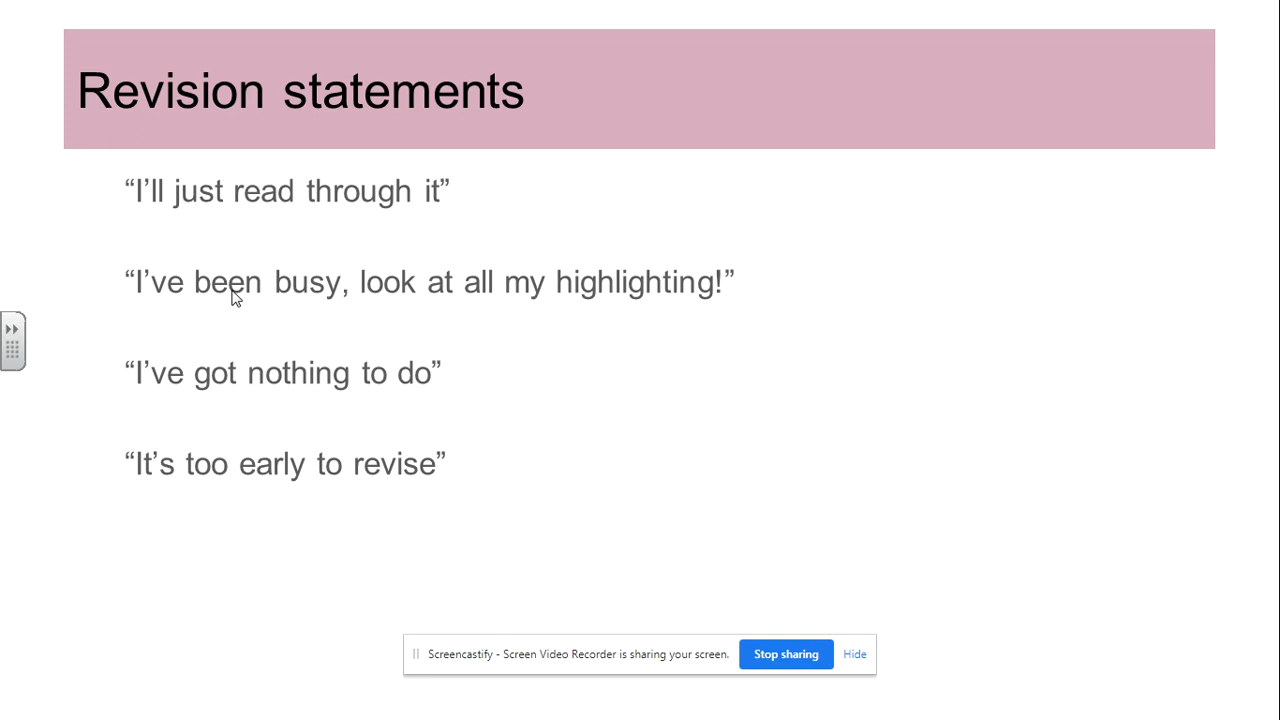 Revision statements
“I’ll just read through it”
“I’ve been busy, look at all my highlighting!”
“I’ve got nothing to do”
“It’s too early to revise”
Screencastify - Screen Video Recorder is sharing your screen. Stop sharing Hide